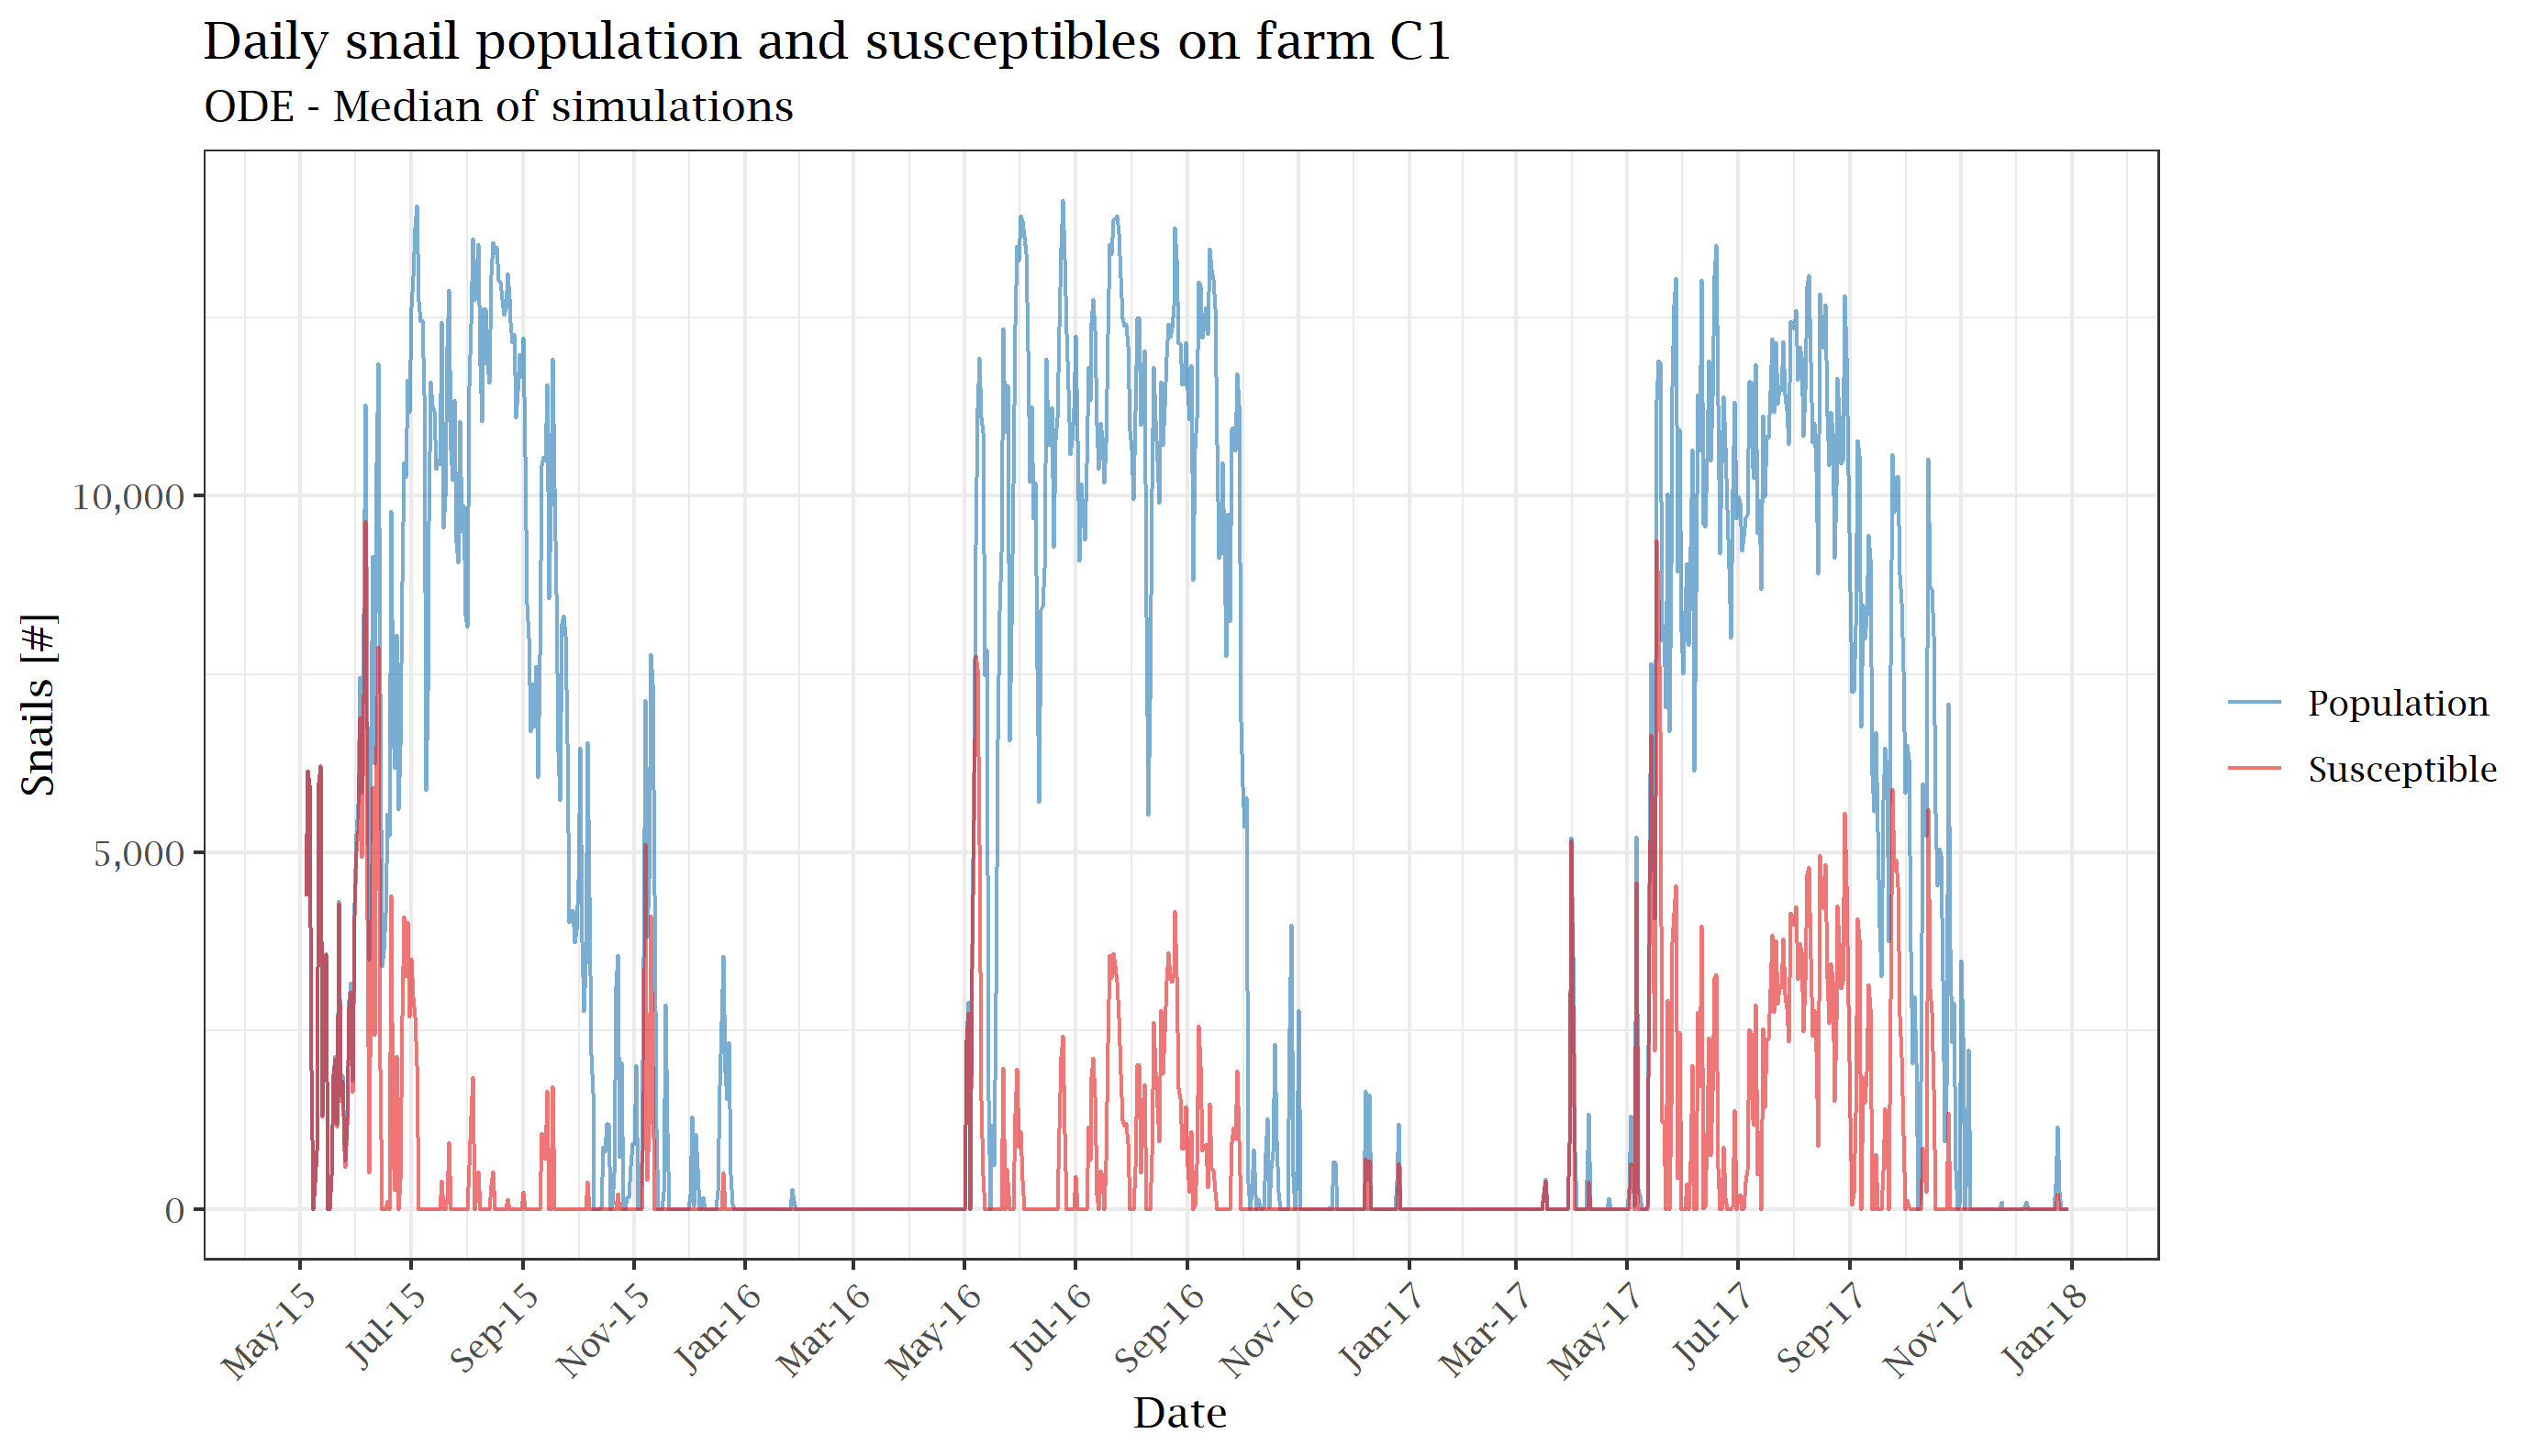 Daily snail population and susceptibles on farm C1
ODE - Median of simulations
Snails [#]
10,000
5,000
0
May-15
Jul-15
Sep-15
Nov-15
Jan-16
Mar-16
May-16
Jul-16
Sep-16
Nov-16
Jan-17
Mar-17
May-17
Jul-17
Sep-17
Nov-17
Jan-18
Date
Population
Susceptible